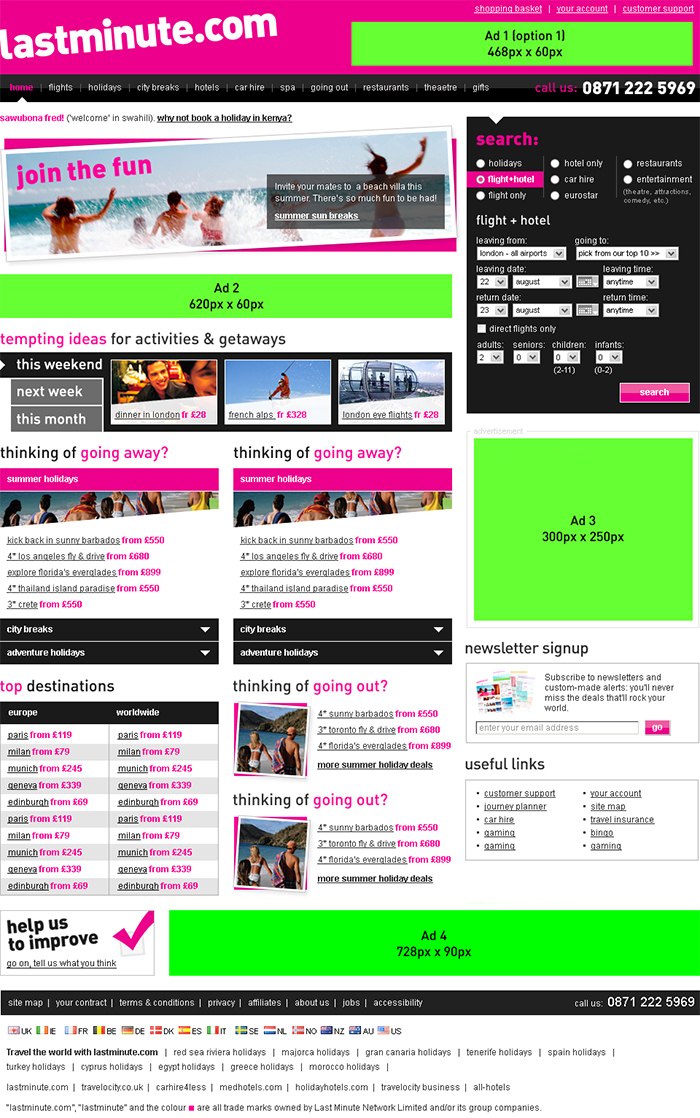 shopping basket | your account | customer support
lastminute.com
Ad 1 (option 1)
468px x 60px
home | flights | holidays | city breaks | hotels | car hire | spa | going out | restaurants | theaetre | gifts
call us: 0871 222 5969
sawubona fred! ('welcome' in swahili). why not book a holiday in kenya?
join the fun
Invite your mates to a beach villa this
summer. There's so much fun to be had!
summer sun breaks
Ad 2
620px x 60px
search:
holidays
hotel only
restaurants
flight+hotel
car hire
entertainment
(theatre, attractions,
comedy, etc.)
flight only
eurostar
flight + hotel
leaving from:
going to:
london - all airports
pick from our top 10 >>
leaving date:
leaving time:
22
august
anytime
return date:
return time:
23
august
anytime
direct flights only
adults:
seniors:
children:
infants:
2
0
0
0
(2-11)
(0-2)
search
tempting ideas for activities & getaways
this weekend
next week
this month
dinner in london fr £28
french alps fr £328
london eye flights fr £28
thinking of going away?
summer holidays
kick back in sunny barbados from £550
4* los angeles fly & drive from £680
explore florida's everglades from £899
4* thailand island paradise from £550
3* crete from £550
city breaks
adventure holidays
thinking of going away?
summer holidays
kick back in sunny barbados from £550
4* los angeles fly & drive from £680
explore florida's everglades from £899
4* thailand island paradise from £550
3* crete from £550
city breaks
adventure holidays
advertisement
Ad 3
300px x 250px
newsletter signup
Subscribe to newsletters and
custom-made alerts: you'll never
miss the deals that'll rock your
world.
enter your email address
go
top destinations
europe
worldwide
paris from £119
paris from £119
milan from £79
milan from £79
munich from £245
munich from £245
geneva from £339
geneva from £339
edinburgh from £69
edinburgh from £69
paris from £119
paris from £119
milan from £79
milan from £79
munich from £245
munich from £245
geneva from £339
geneva from £339
edinburgh from £69
edinburgh from £69
thinking of going out?
4* sunny barbados from £550
3* toronto fly & drive from £680
4* florida's everglades from £899
more summer holiday deals
thinking of going out?
4* sunny barbados from £550
3* toronto fly & drive from £680
4* florida's everglades from £899
more summer holiday deals
useful links
customer support
your account
journey planner
site map
car hire
travel insurance
gaming
bingo
gaming
gaming
help us
to improve
go on, tell us what you think
Ad 4
728px x 90px
site map | your contract | terms & conditions | privacy | affiliates | about us | jobs | accessibility
call us: 0871 222 5969
UK IE FR BE DE DK ES IT SE NL NO NZ AU US
Travel the world with lastminute.com | red sea riviera holidays | majorca holidays | gran canaria holidays | tenerife holidays | spain holidays |
turkey holidays | cyprus holidays | egypt holidays | greece holidays | morocco holidays |
lastminute.com | travelocity.co.uk | carhire4less | medhotels.com | holidayhotels.com | travelocity business | all-hotels
"lastminute.com", "lastminute" and the colour are all trade marks owned by Last Minute Network Limited and/or its group companies.